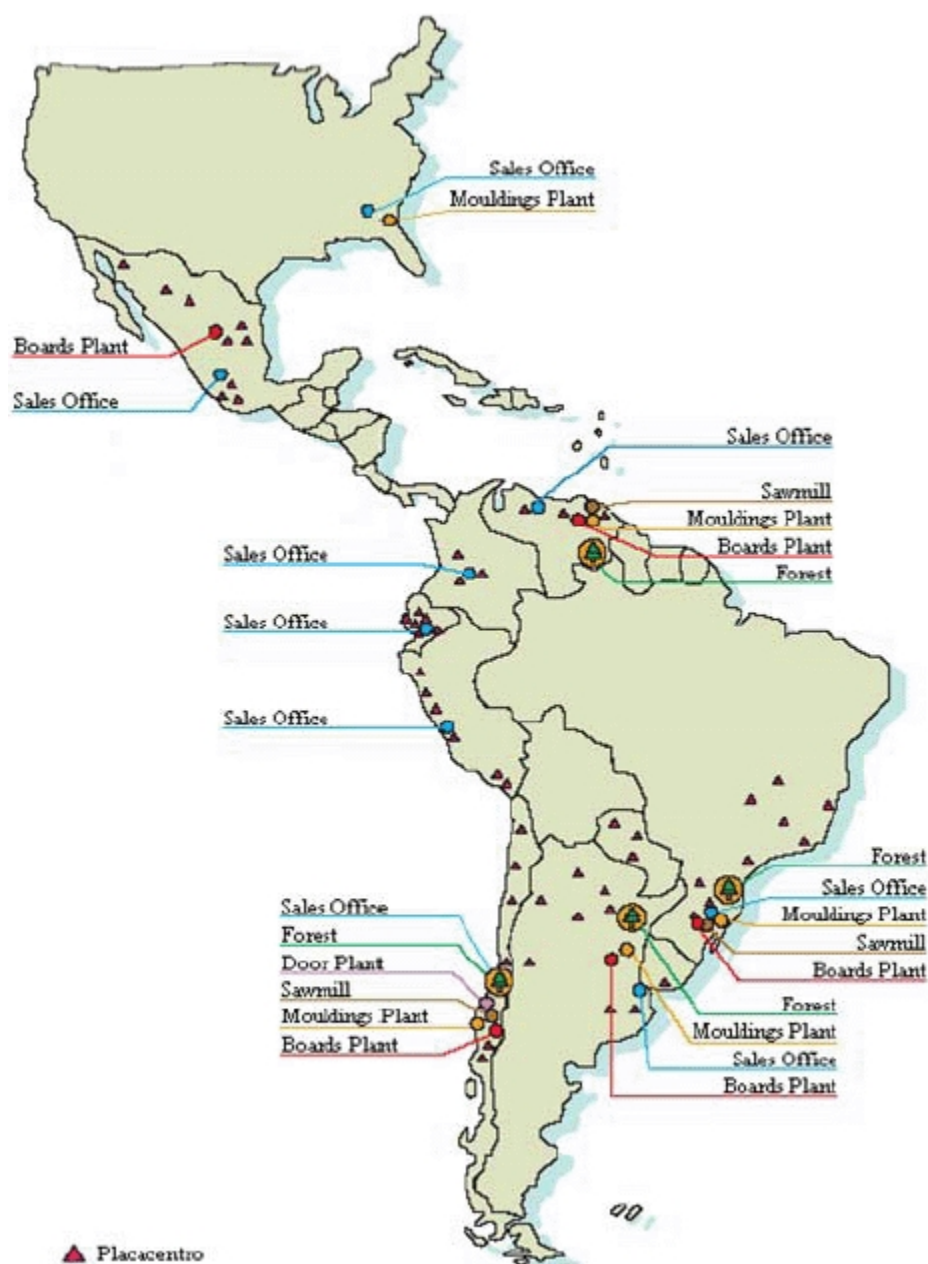 Sales Office
Mouldings Plant
Boards Plant
Sales Office
Sales Office
Sawmill
Mouldings Plant
Boards Plant
Forest
Sales Office
Sales Office
Sales Office
Forest
Sales Office
Mouldings Plant
Sawmill
Boards Plant
Sales Office
Forest
Door Plant
Sawmill
Mouldings Plant
Boards Plant
Forest
Mouldings Plant
Sales Office
Boards Plant
Placacentro